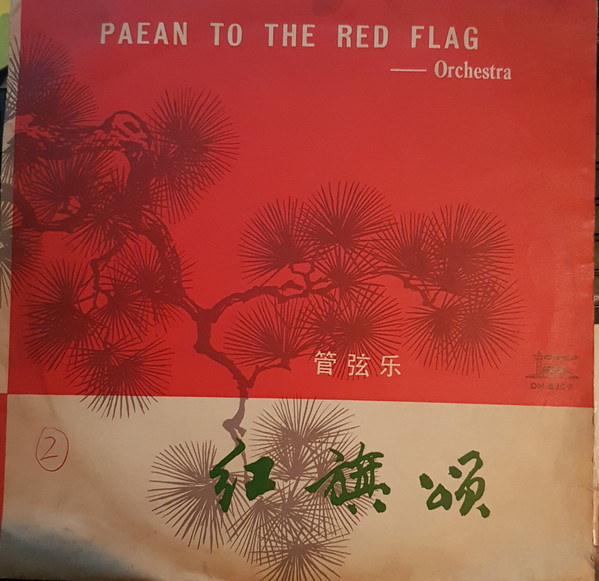 PAEAN TO THE RED FLAG
—— Orchestra
管弦乐
②
红旗颂